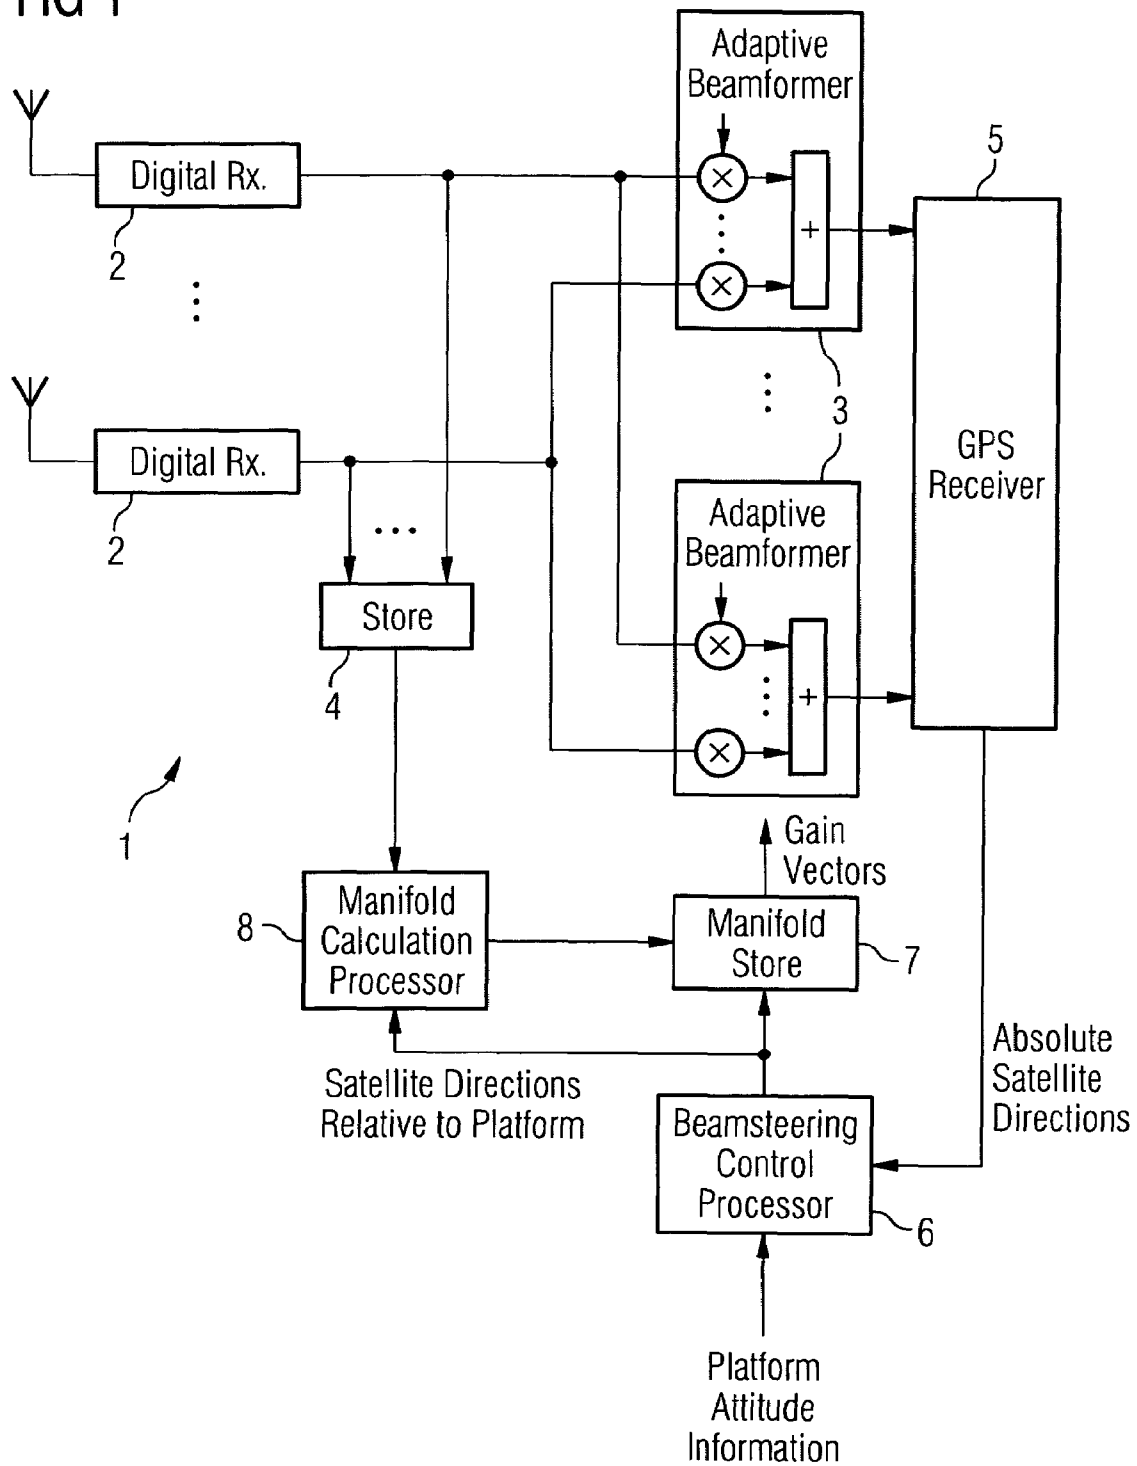 Adaptive
Beamformer
5
Digital Rx.
2
+
3
Digital Rx.
2
GPS
Receiver
Adaptive
Beamformer
Store
4
+
1
Gain
Vectors
8
Manifold
Calculation
Processor
Manifold
Store
7
Absolute
Satellite
Directions
Satellite Directions
Relative to Platform
Beamsteering
Control
Processor
6
Platform
Attitude
Information